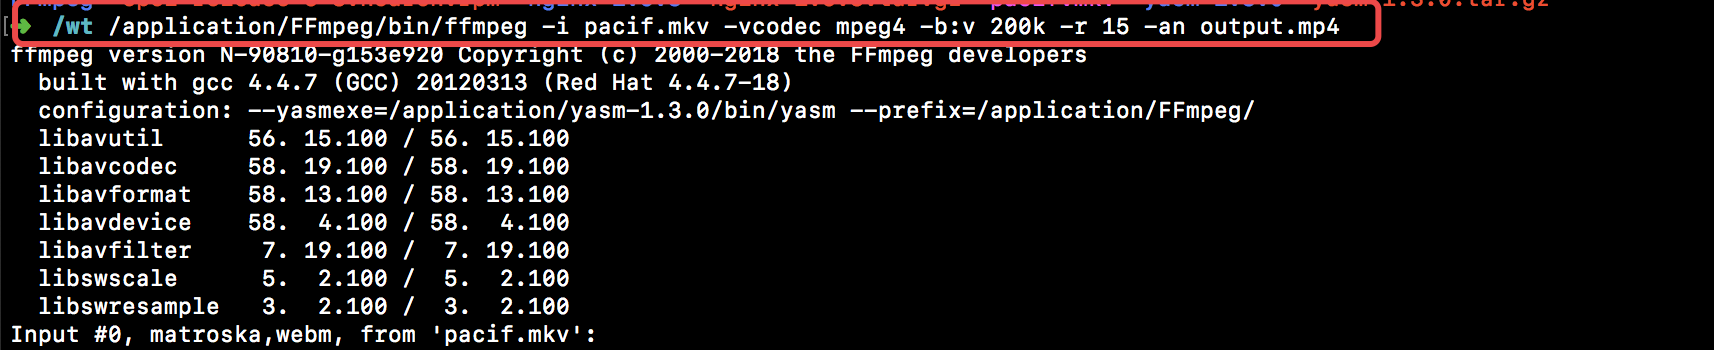 ➜ /wt /application/FFmpeg/bin/ffmpeg -i pacif.mkv -vcodec mpeg4 -b:v 200k -r 15 -an output.mp4
ffmpeg version N-90810-g153e920 Copyright (c) 2000-2018 the FFmpeg developers
built with gcc 4.4.7 (GCC) 20120313 (Red Hat 4.4.7-18)
configuration: --yasmexe=/application/yasm-1.3.0/bin/yasm --prefix=/application/FFmpeg/
libavutil 56. 15.100 / 56. 15.100
libavcodec 58. 19.100 / 58. 19.100
libavformat 58. 13.100 / 58. 13.100
libavdevice 58. 4.100 / 58. 4.100
libavfilter 7. 19.100 / 7. 19.100
libswscale 5. 2.100 / 5. 2.100
libswresample 3. 2.100 / 3. 2.100
Input #0, matroska,webm, from 'pacif.mkv':